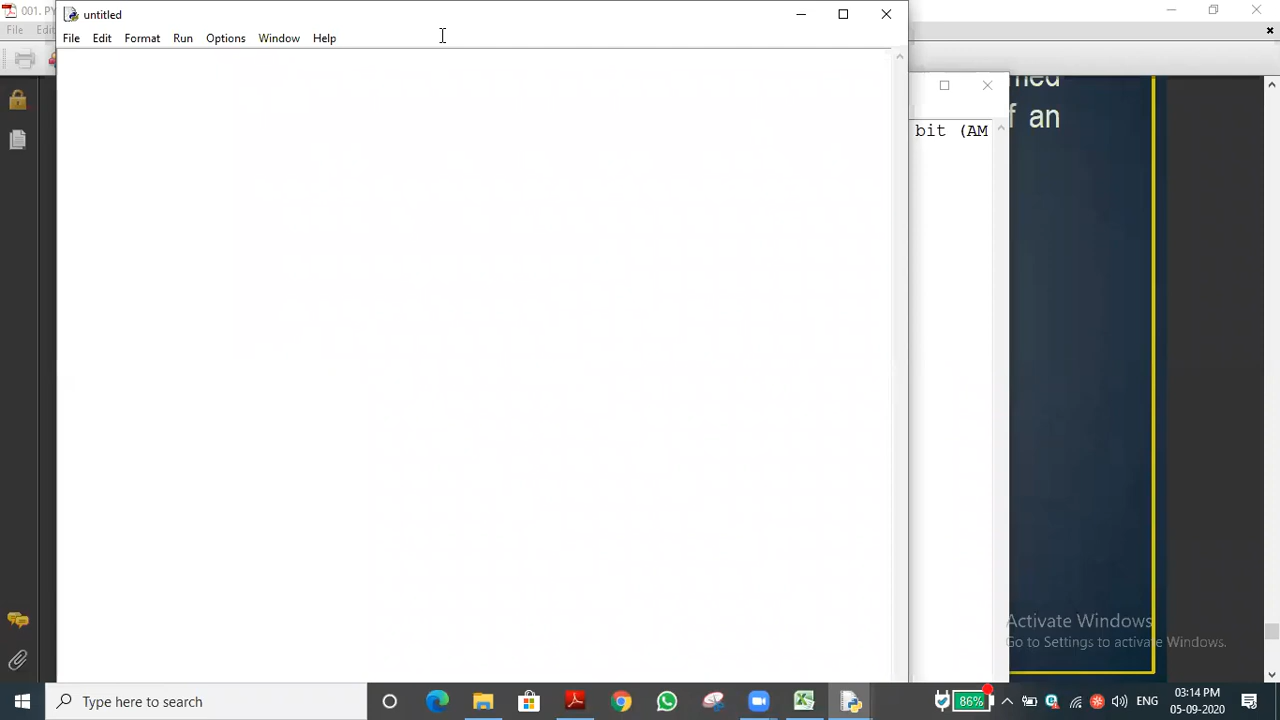 001. PY
untitled
File Edit
File Edit Format Run Options Window Help
f an
bit (AM
Activate Windows
Go to Settings to activate Windows.
Type here to search
86%
ENG
03:14 PM
05-09-2020